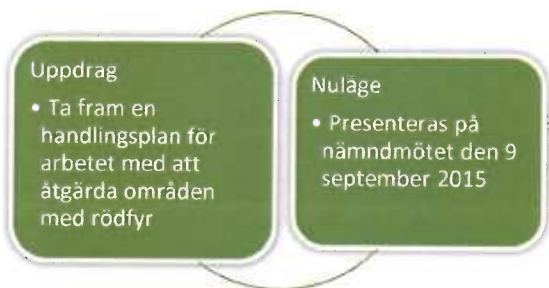 Uppdrag
• Ta fram en
handlingsplan för
arbetet med att
åtgärda områden
med rödfyr
Nuläge
• Presenteras på
nämndmötet den 9
september 2015